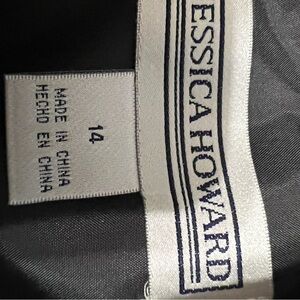 ESSICA HOWARD
14
MADE IN CHINA
HECHO EN CHINA